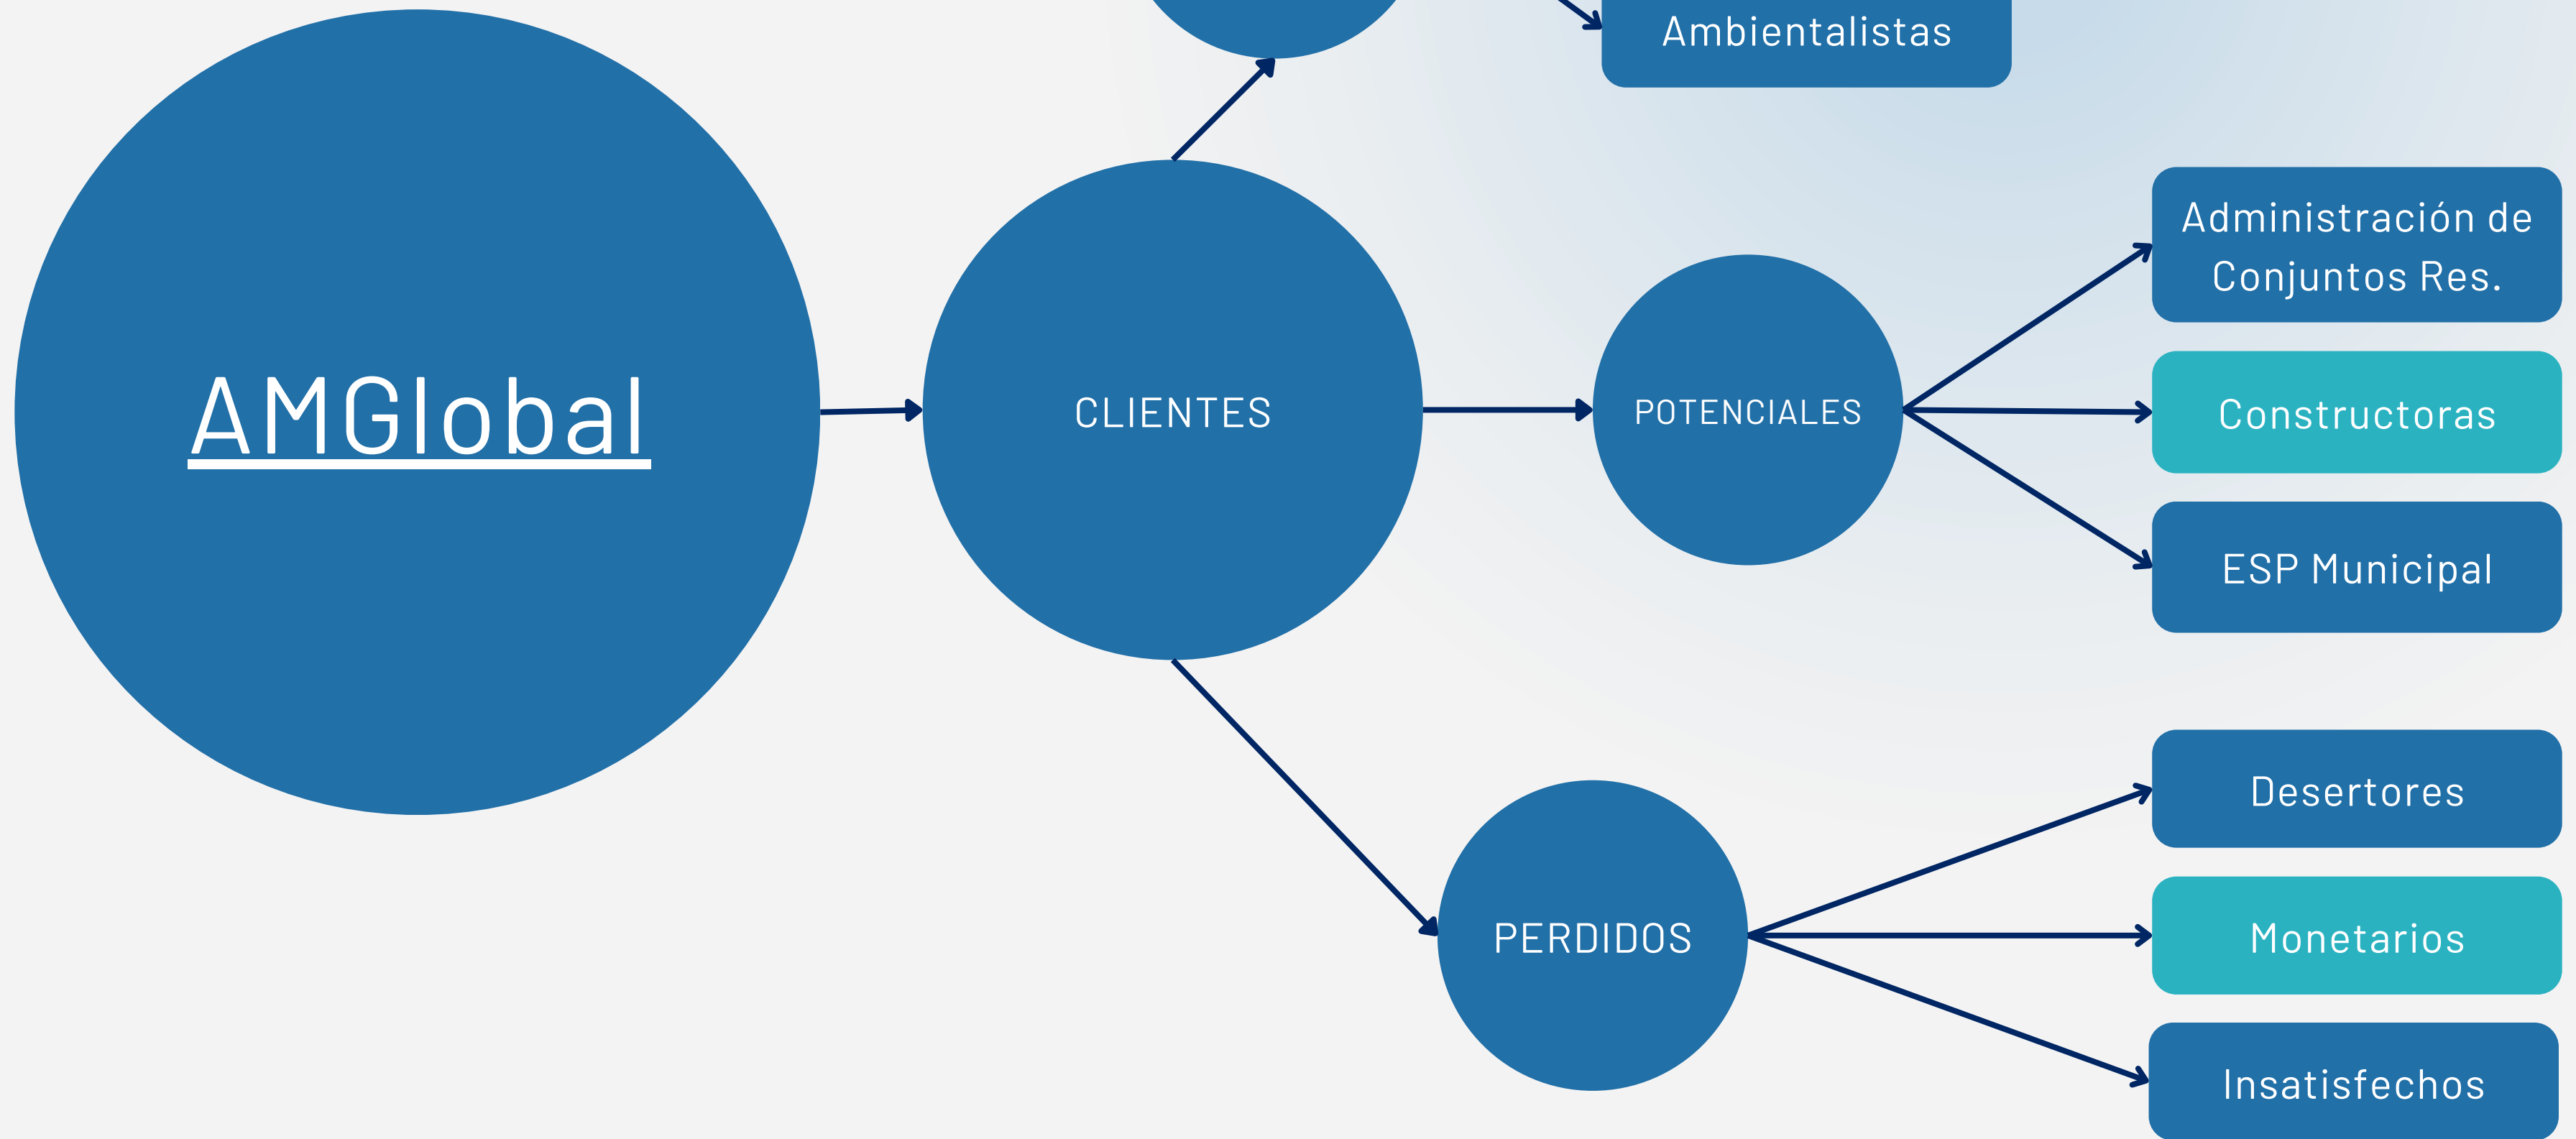 Ambientalistas
AMGlobal
CLIENTES
POTENCIALES
Administración de
Conjuntos Res.
Constructoras
ESP Municipal
PERDIDOS
Desertores
Monetarios
Insatisfechos